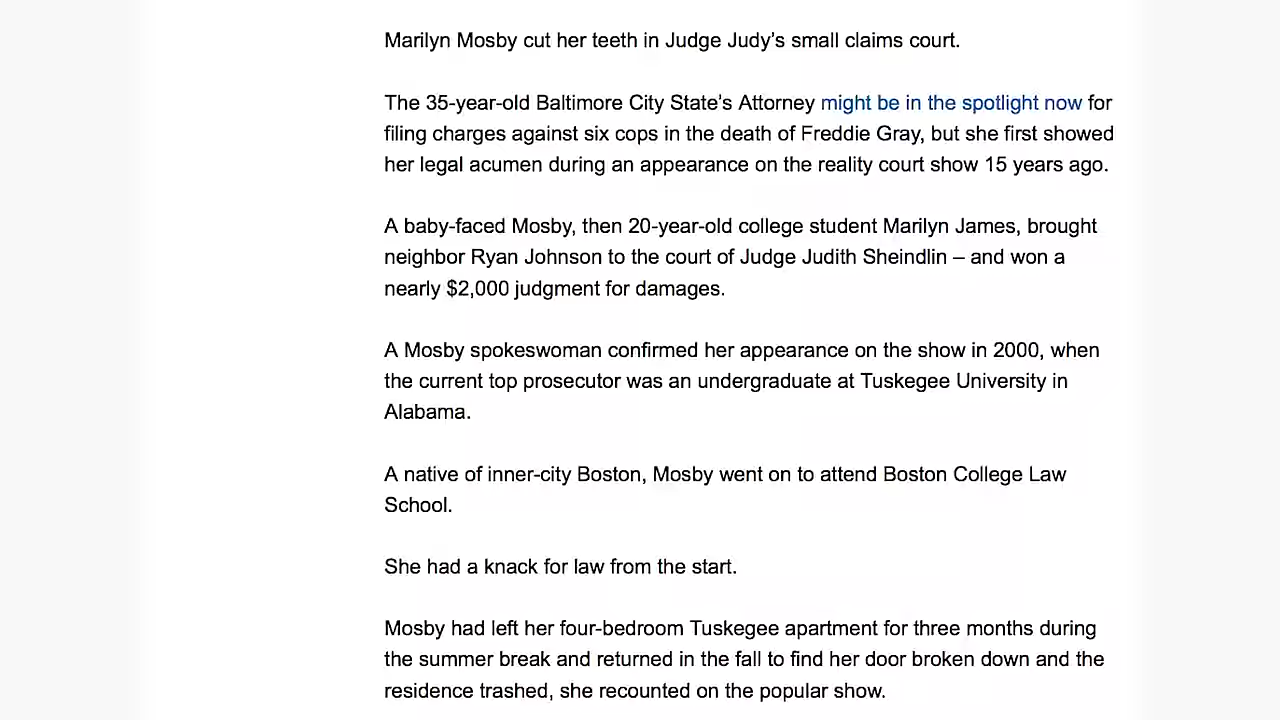 Marilyn Mosby cut her teeth in Judge Judy’s small claims court.
The 35-year-old Baltimore City State’s Attorney might be in the spotlight now for
filing charges against six cops in the death of Freddie Gray, but she first showed
her legal acumen during an appearance on the reality court show 15 years ago.
A baby-faced Mosby, then 20-year-old college student Marilyn James, brought
neighbor Ryan Johnson to the court of Judge Judith Sheindlin – and won a
nearly $2,000 judgment for damages.
A Mosby spokeswoman confirmed her appearance on the show in 2000, when
the current top prosecutor was an undergraduate at Tuskegee University in
Alabama.
A native of inner-city Boston, Mosby went on to attend Boston College Law
School.
She had a knack for law from the start.
Mosby had left her four-bedroom Tuskegee apartment for three months during
the summer break and returned in the fall to find her door broken down and the
residence trashed, she recounted on the popular show.